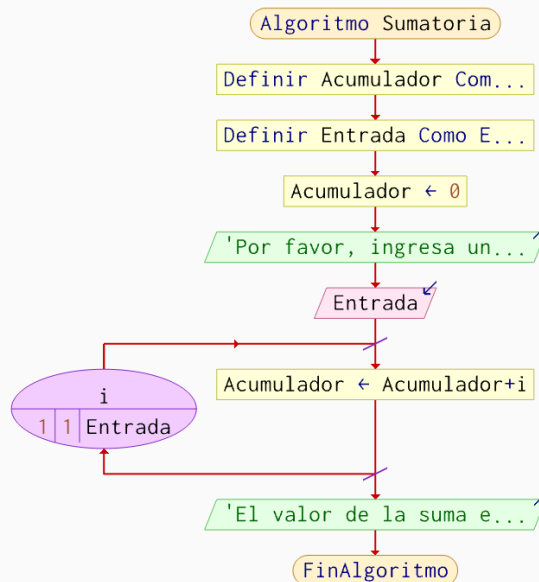 Algoritmo Sumatoria
Definir Acumulador Com...
Definir Entrada Como E...
Acumulador ← 0
'Por favor, ingresa un...
Entrada
Acumulador ← Acumulador+i
i
1 1 Entrada
'El valor de la suma e...
FinAlgoritmo